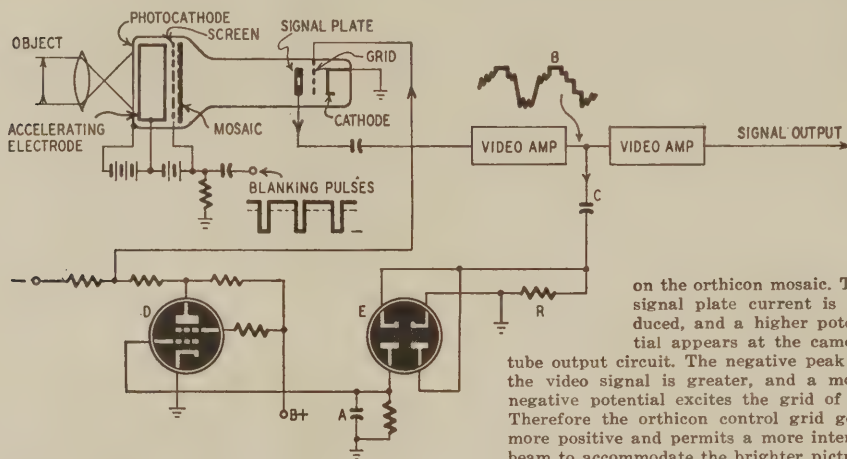 PHOTOCATHODE
SCREEN
SIGNAL PLATE
OBJECT
GRID
B
ACCELERATING
ELECTRODE
MOSAIC
CATHODE
VIDEO AMP
VIDEO AMP
SIGNAL OUTPUT
BLANKING PULSES
C
D
E
R
A
B+
on the orthicon mosaic. T
signal plate current is
duced, and a higher pote
tial appears at the came
tube output circuit. The negative peak
the video signal is greater, and a mo
negative potential excites the grid of
Therefore the orthicon control grid g
more positive and permits a more inte
beam to accommodate the brighter pictu